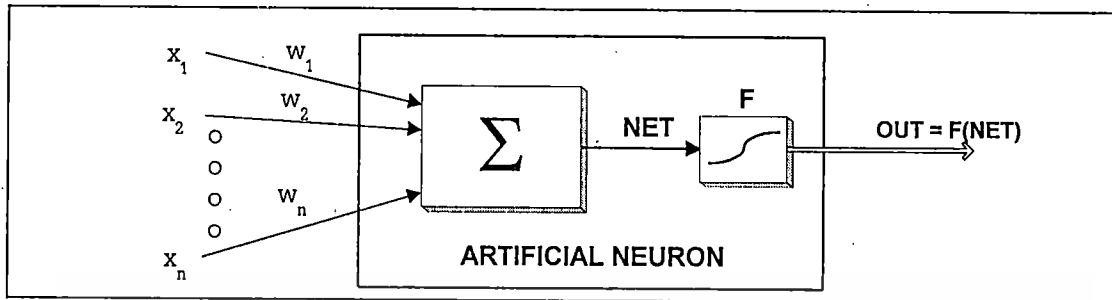 X1
W1
X2
W2
Wn
Xn
Σ
NET
F
OUT = F(NET)
ARTIFICIAL NEURON